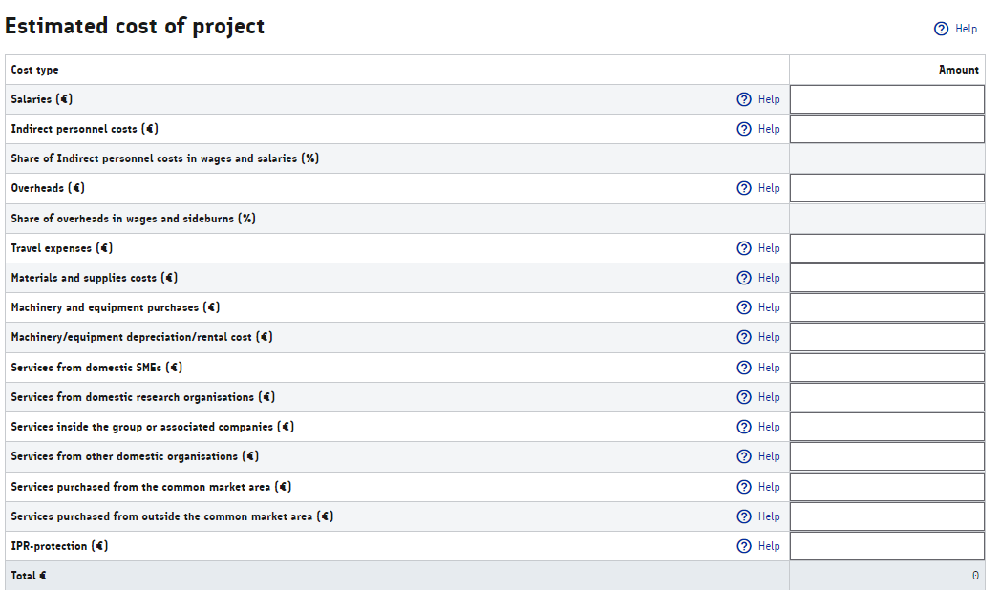 Estimated cost of project
Help
Cost type Amount
Salaries (€) Help
Indirect personnel costs (€) Help
Share of Indirect personnel costs in wages and salaries (%)
Overheads (€) Help
Share of overheads in wages and sideburns (%)
Travel expenses (€) Help
Materials and supplies costs (€) Help
Machinery and equipment purchases (€) Help
Machinery/equipment depreciation/rental cost (€) Help
Services from domestic SMEs (€) Help
Services from domestic research organisations (€) Help
Services inside the group or associated companies (€) Help
Services from other domestic organisations (€) Help
Services purchased from the common market area (€) Help
Services purchased from outside the common market area (€) Help
IPR-protection (€) Help
Total € 0